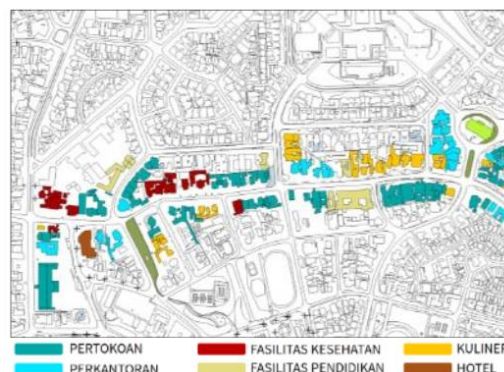 PERTOKOAN FASILITAS KESEHATAN KULINER
PERKANTORAN FASILITAS PENDIDIKAN HOTEL